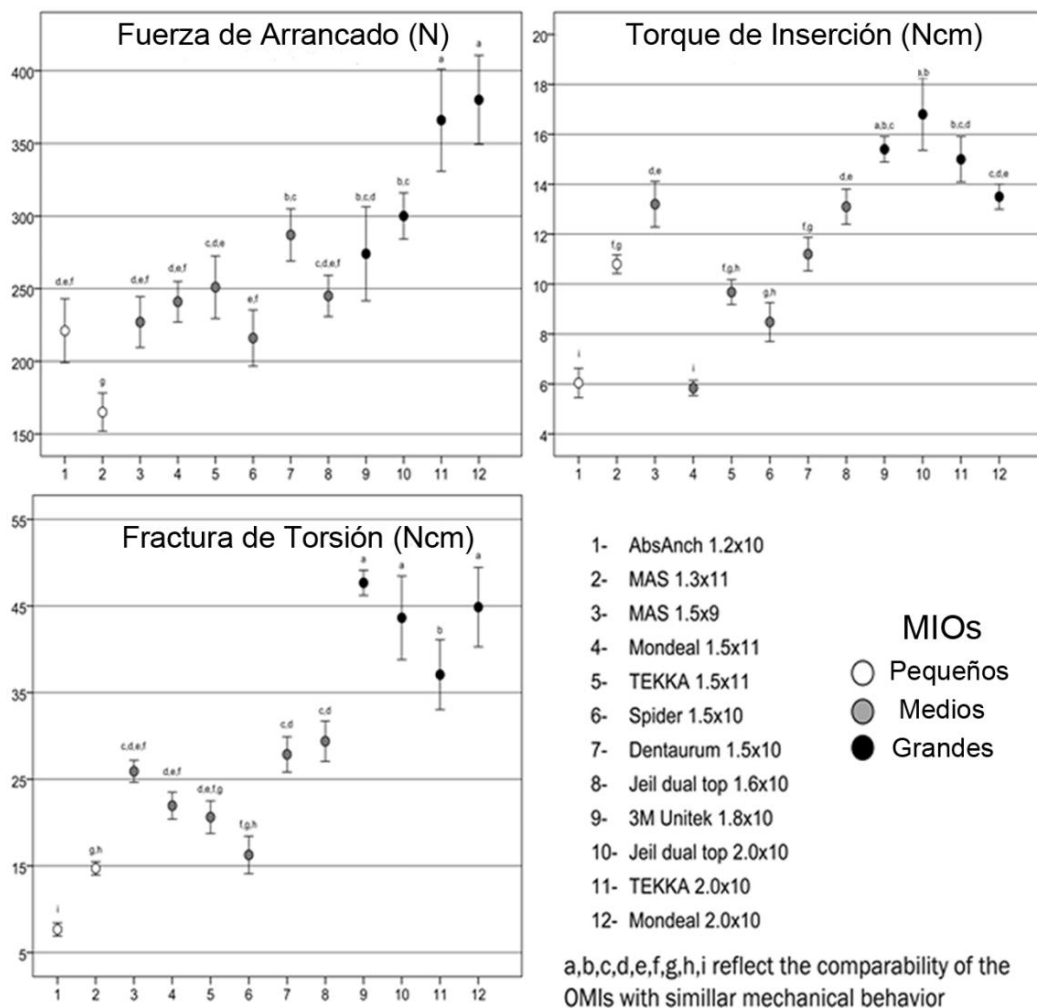 Fuerza de Arrancado (N)
400
350
300
250
200
150
d,e,f
g
d,e,f
d,e,f
c,d,e
e,f
b,c
c,d,e,f
b,c,d
b,c
a
a
1 2 3 4 5 6 7 8 9 10 11 12
Torque de Inserción (Ncm)
20
18
16
14
12
10
8
6
4
i
f,g
d,e
i
f,g,h
g,h
f,g
d,e
a,b,c
a,b
b,c,d
c,d,e
1 2 3 4 5 6 7 8 9 10 11 12
Fractura de Torsión (Ncm)
55
45
35
25
15
5
i
g,h
c,d,e,f
d,e,f
d,e,f,g
f,g,h
c,d
c,d
a
a
b
a
1 2 3 4 5 6 7 8 9 10 11 12
1- AbsAnch 1.2x10
2- MAS 1.3x11
3- MAS 1.5x9
4- Mondeal 1.5x11
5- TEKKA 1.5x11
6- Spider 1.5x10
7- Dentaurum 1.5x10
8- Jeil dual top 1.6x10
9- 3M Unitek 1.8x10
10- Jeil dual top 2.0x10
11- TEKKA 2.0x10
12- Mondeal 2.0x10
MIOs
Pequeños
Medios
Grandes
a,b,c,d,e,f,g,h,i reflect the comparability of the
OMIs with simillar mechanical behavior